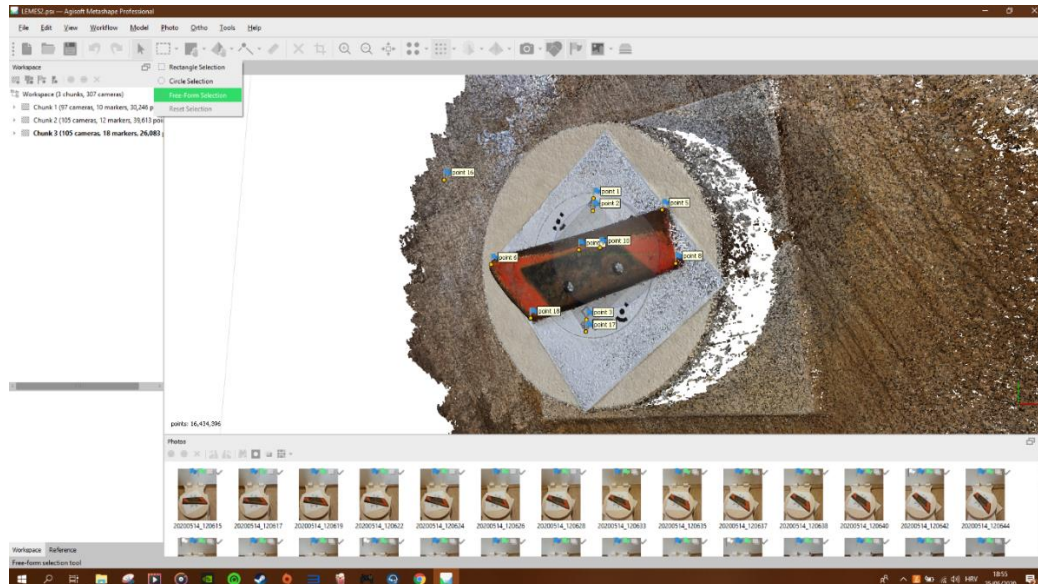 LEMES2.psx — Agisoft Metashape Professional
File Edit View Workflow Model Photo Ortho Tools Help
Workspace
Rectangle Selection
Circle Selection
Free-Form Selection
Reset Selection
Workspace (3 chunks, 307 cameras)
Chunk 1 (97 cameras, 10 markers, 30,246 p
Chunk 2 (105 cameras, 12 markers, 39,613 poi
Chunk 3 (105 cameras, 18 markers, 26,083
point 16
point 1
point 2
point 5
point
point 10
point 6
point 8
point 18
point 3
point 17
points: 16,434,396
Photos
20200514_120615 20200514_120617 20200514_120619 20200514_120622 20200514_120624 20200514_120626 20200514_120628 20200514_120633 20200514_120635 20200514_120637 20200514_120638 20200514_120640 20200514_120642 20200514_120644
Workspace Reference
Free-form selection tool
HRV
18:55